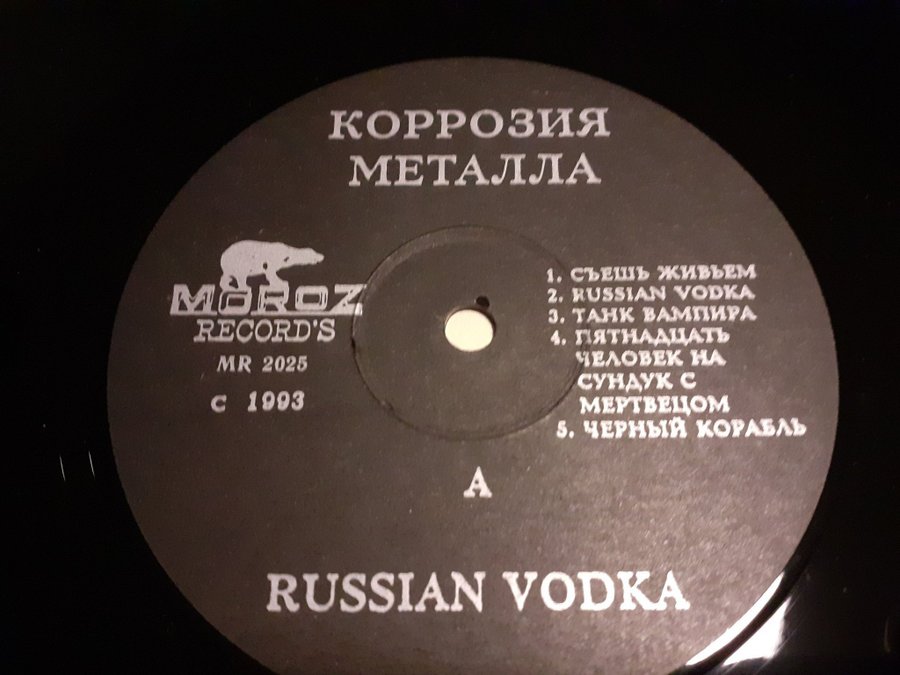 КОРРОЗИЯ
МЕТАЛЛА
MOROZ
RECORD'S
MR 2025
c 1993
1. СЪЕШЬ ЖИВЬЕМ
2. RUSSIAN VODKA
3. ТАНК ВАМПИРА
4. ПЯТНАДЦАТЬ
ЧЕЛОВЕК НА
СУНДУК С
МЕРТВЕЦОМ
5. ЧЕРНЫЙ КОРАБЛЬ
A
RUSSIAN VODKA